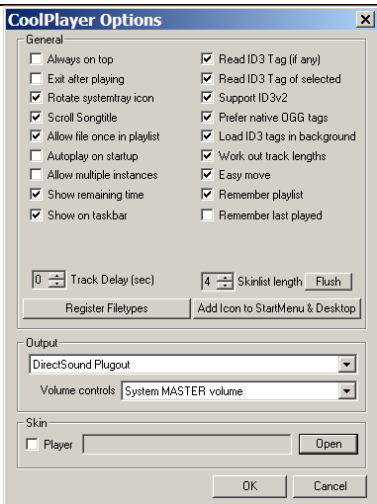 CoolPlayer Options
General
Always on top
Read ID3 Tag (if any)
Exit after playing
Read ID3 Tag of selected
Rotate systemtray icon
Support ID3v2
Scroll Songtitle
Prefer native OGG tags
Allow file once in playlist
Load ID3 tags in background
Autoplay on startup
Work out track lengths
Allow multiple instances
Easy move
Show remaining time
Remember playlist
Show on taskbar
Remember last played
0 Track Delay (sec)
4 Skinlist length Flush
Register Filetypes
Add Icon to StartMenu & Desktop
Output
DirectSound Plugout
Volume controls System MASTER volume
Skin
Player Open
OK Cancel